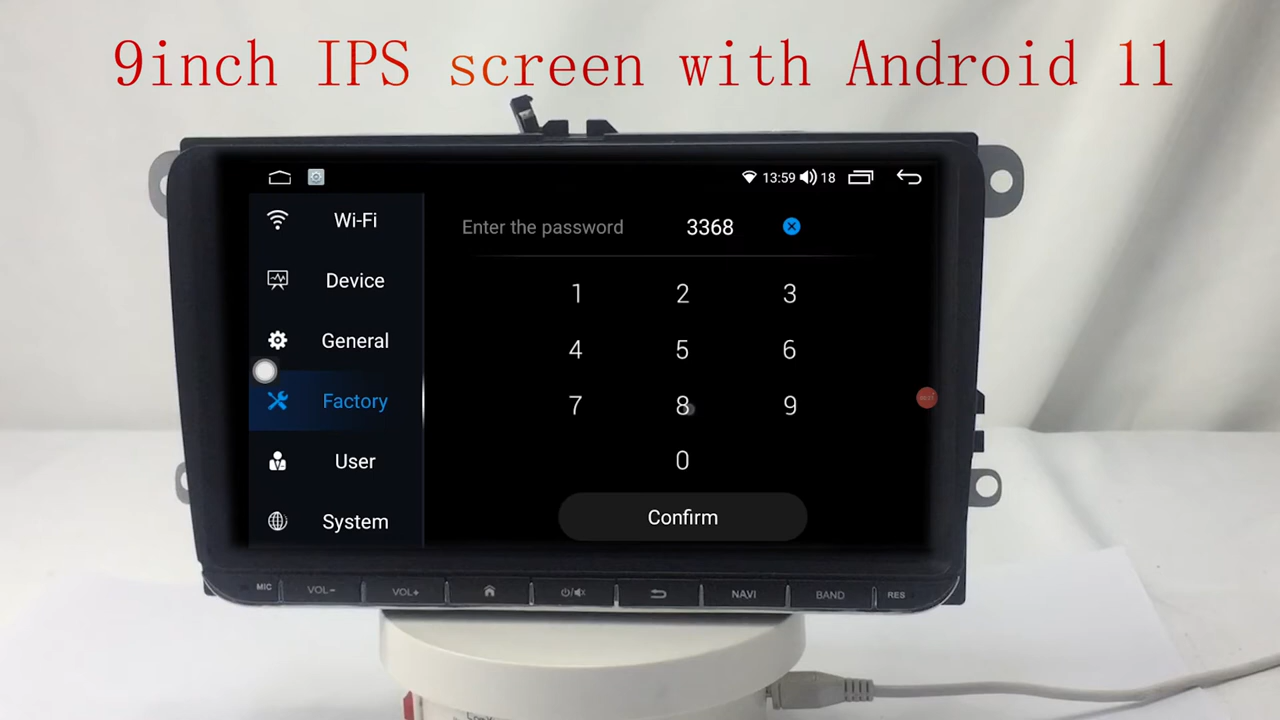 9inch IPS screen with Android 11
13:59 18
Wi-Fi
Enter the password 3368
Device
1 2 3
General
4 5 6
Factory
7 8 9
User
0
System
Confirm
MIC VOL- VOL+ NAVI BAND RES